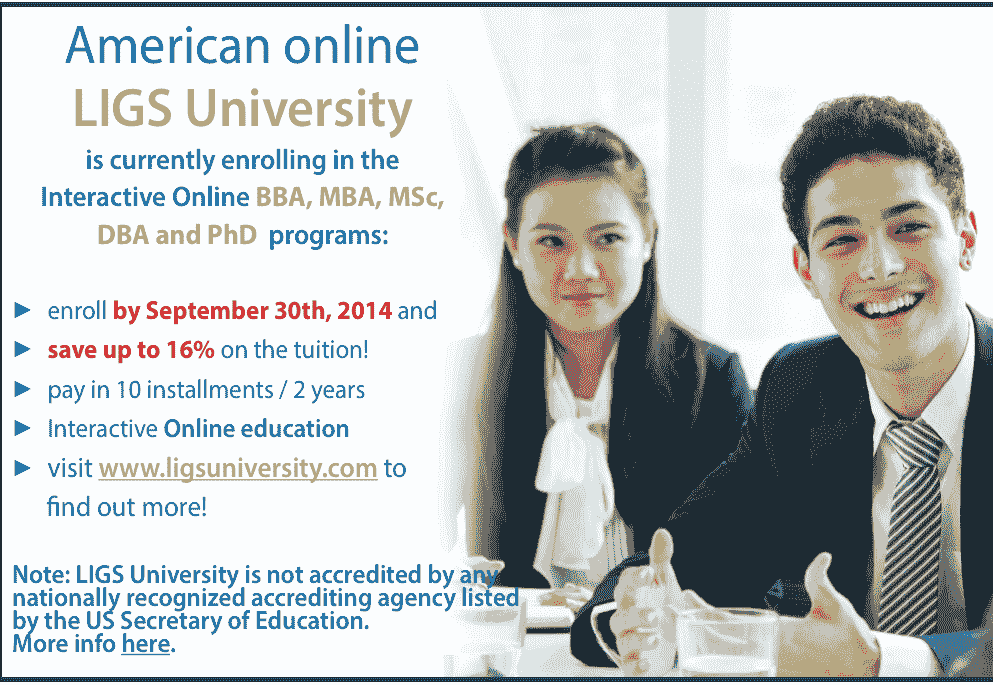 American online
LIGS University
is currently enrolling in the
Interactive Online BBA, MBA, MSc,
DBA and PhD programs:
► enroll by September 30th, 2014 and
► save up to 16% on the tuition!
► pay in 10 installments / 2 years
► Interactive Online education
► visit www.ligsuniversity.com to
find out more!
Note: LIGS University is not accredited by any
nationally recognized accrediting agency listed
by the US Secretary of Education.
More info here.